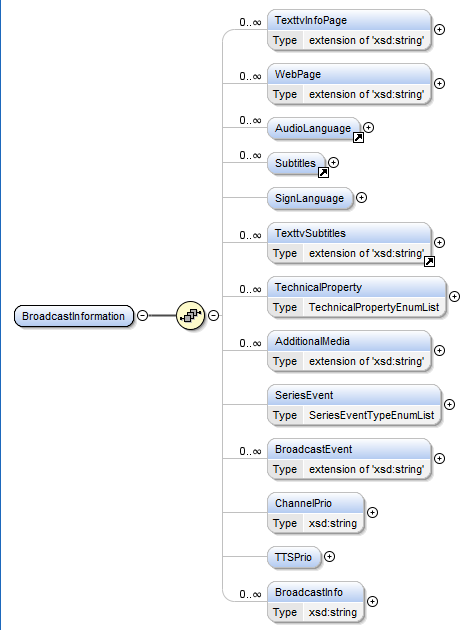 0..∞
TexttvInfoPage
Type extension of 'xsd:string'
0..∞
WebPage
Type extension of 'xsd:string'
0..∞
AudioLanguage
0..∞
Subtitles
SignLanguage
0..∞
TexttvSubtitles
Type extension of 'xsd:string'
0..∞
TechnicalProperty
Type TechnicalPropertyEnumList
BroadcastInformation
0..∞
AdditionalMedia
Type extension of 'xsd:string'
SeriesEvent
Type SeriesEventTypeEnumList
0..∞
BroadcastEvent
Type extension of 'xsd:string'
ChannelPrio
Type xsd:string
TTSPrio
0..∞
BroadcastInfo
Type xsd:string